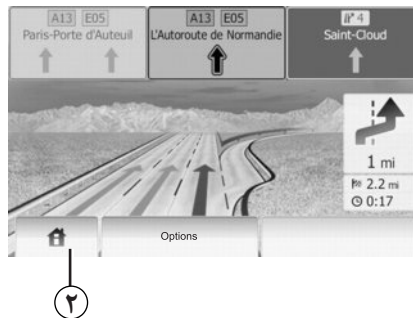 A13 E05 A13 E05 4
Paris-Porte d'Auteuil L'Autoroute de Normandie Saint-Cloud
1 mi
2.2 mi
0:17
Options
٢